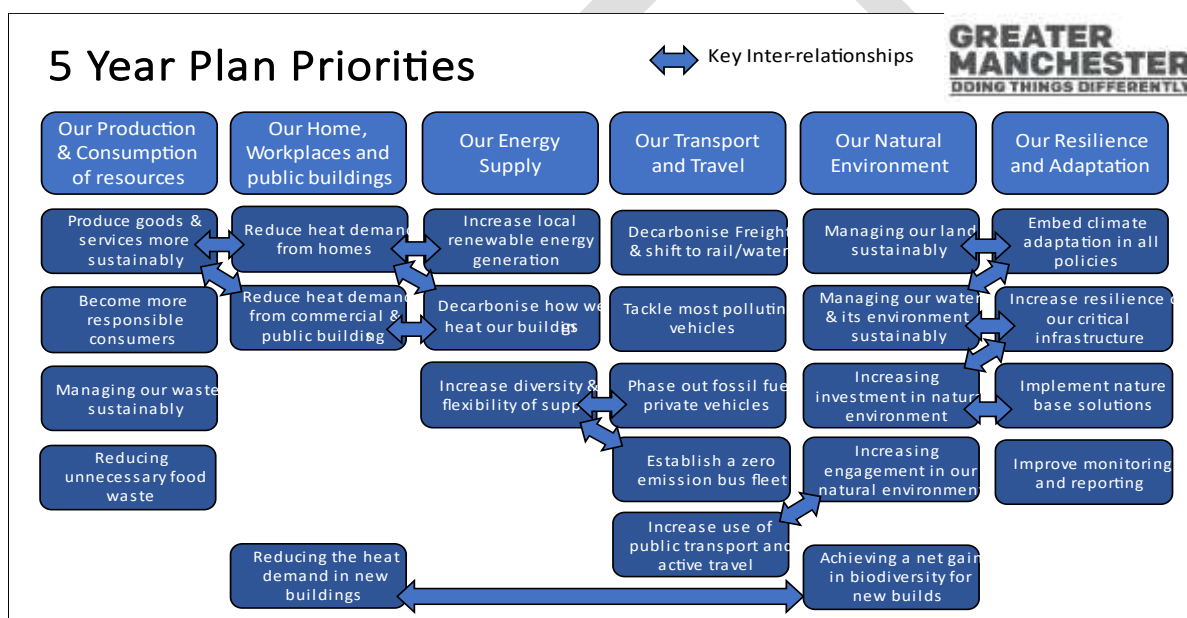 5 Year Plan Priorities
Key Inter-relationships
GREATER
MANCHESTER
DOING THINGS DIFFERENTLY
Our Production
& Consumption
of resources
Our Home,
Workplaces and
public buildings
Our Energy
Supply
Our Transport
and Travel
Our Natural
Environment
Our Resilience
and Adaptation
Produce goods &
services more
sustainably
Become more
responsible
consumers
Managing our waste
sustainably
Reducing
unnecessary food
waste
Reduce heat demand
from homes
Reduce heat demand
from commercial &
public building
Reducing the heat
demand in new
buildings
Increase local
renewable energy
generation
Decarbonise how we
heat our buildings
Increase diversity &
flexibility of supp
Decarbonise Freight
& shift to rail/water
Tackle most pollutin
vehicles
Phase out fossil fue
private vehicles
Establish a zero
emission bus fleet
Increase use of
public transport and
active travel
Managing our land
sustainably
Managing our water
& its environment
sustainably
Increasing
investment in natura
environment
Increasing
engagement in our
natural environment
Achieving a net gain
in biodiversity for
new builds
Embed climate
adaptation in all
policies
Increase resilience o
our critical
infrastructure
Implement nature
base solutions
Improve monitoring
and reporting